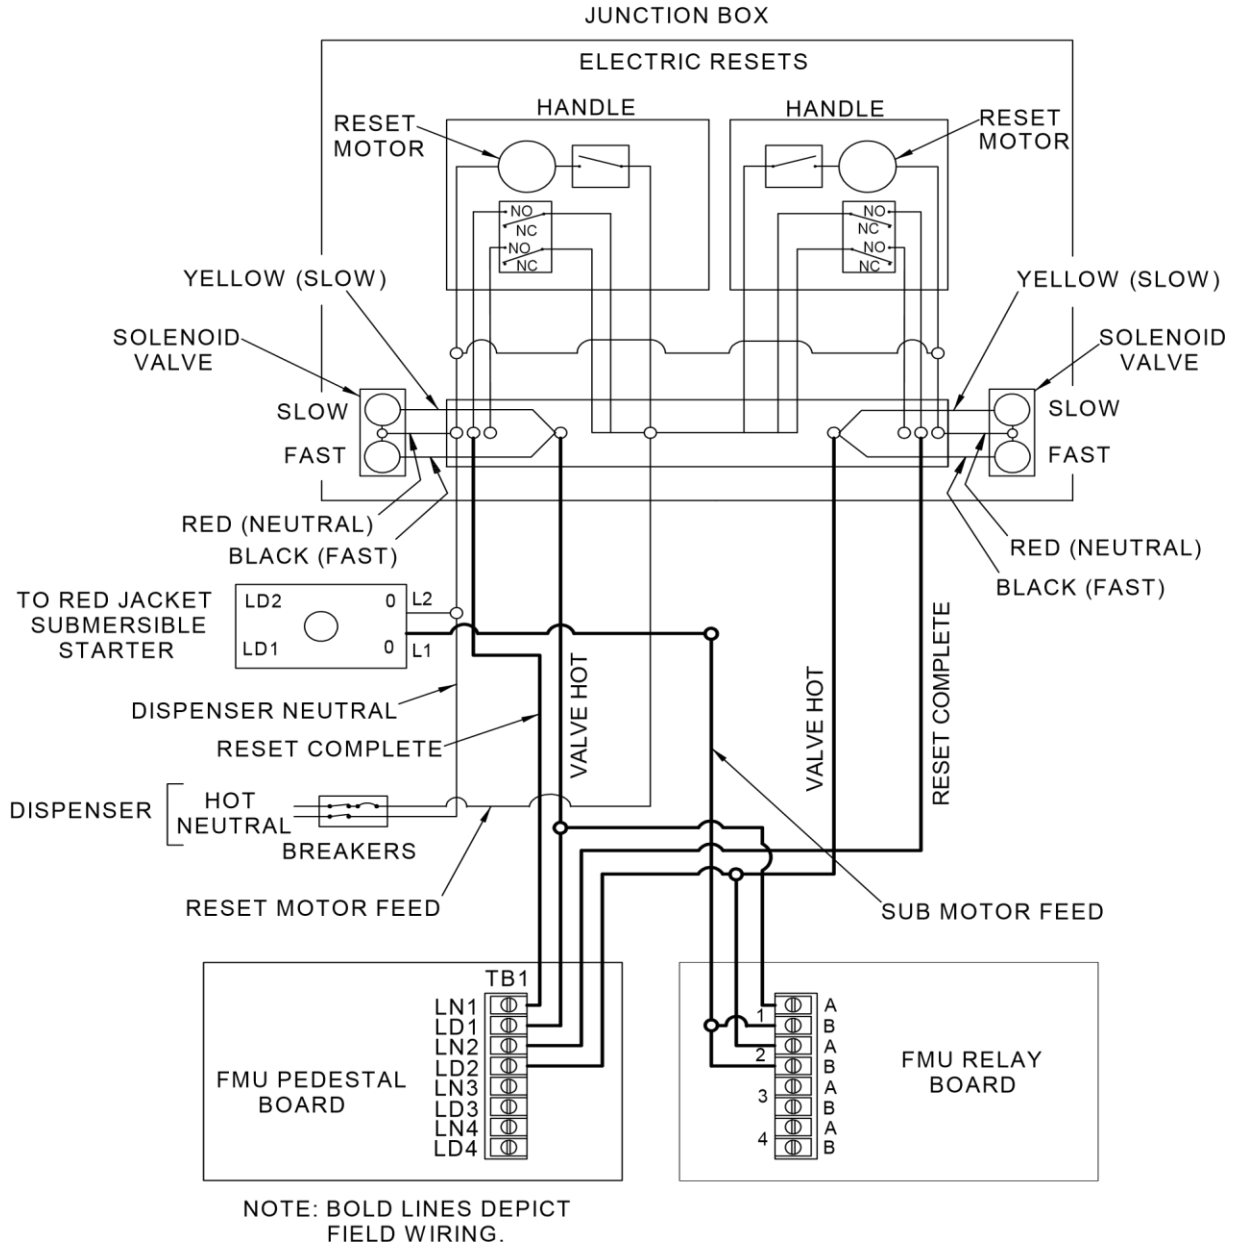 JUNCTION BOX
ELECTRIC RESETS
HANDLE
HANDLE
RESET
MOTOR
RESET
MOTOR
NO
NC
NO
NC
NO
NC
NO
NC
YELLOW (SLOW)
YELLOW (SLOW)
SOLENOID
VALVE
SOLENOID
VALVE
SLOW
FAST
SLOW
FAST
RED (NEUTRAL)
BLACK (FAST)
RED (NEUTRAL)
BLACK (FAST)
TO RED JACKET
SUBMERSIBLE
STARTER
LD2
0
L2
LD1
0
L1
DISPENSER NEUTRAL
RESET COMPLETE
VALVE HOT
VALVE HOT
RESET COMPLETE
DISPENSER
HOT
NEUTRAL
BREAKERS
RESET MOTOR FEED
SUB MOTOR FEED
TB1
LN1
LD1
LN2
LD2
LN3
LD3
LN4
LD4
FMU PEDESTAL
BOARD
1
2
3
4
A
B
A
B
A
B
A
B
FMU RELAY
BOARD
NOTE: BOLD LINES DEPICT
FIELD WIRING.